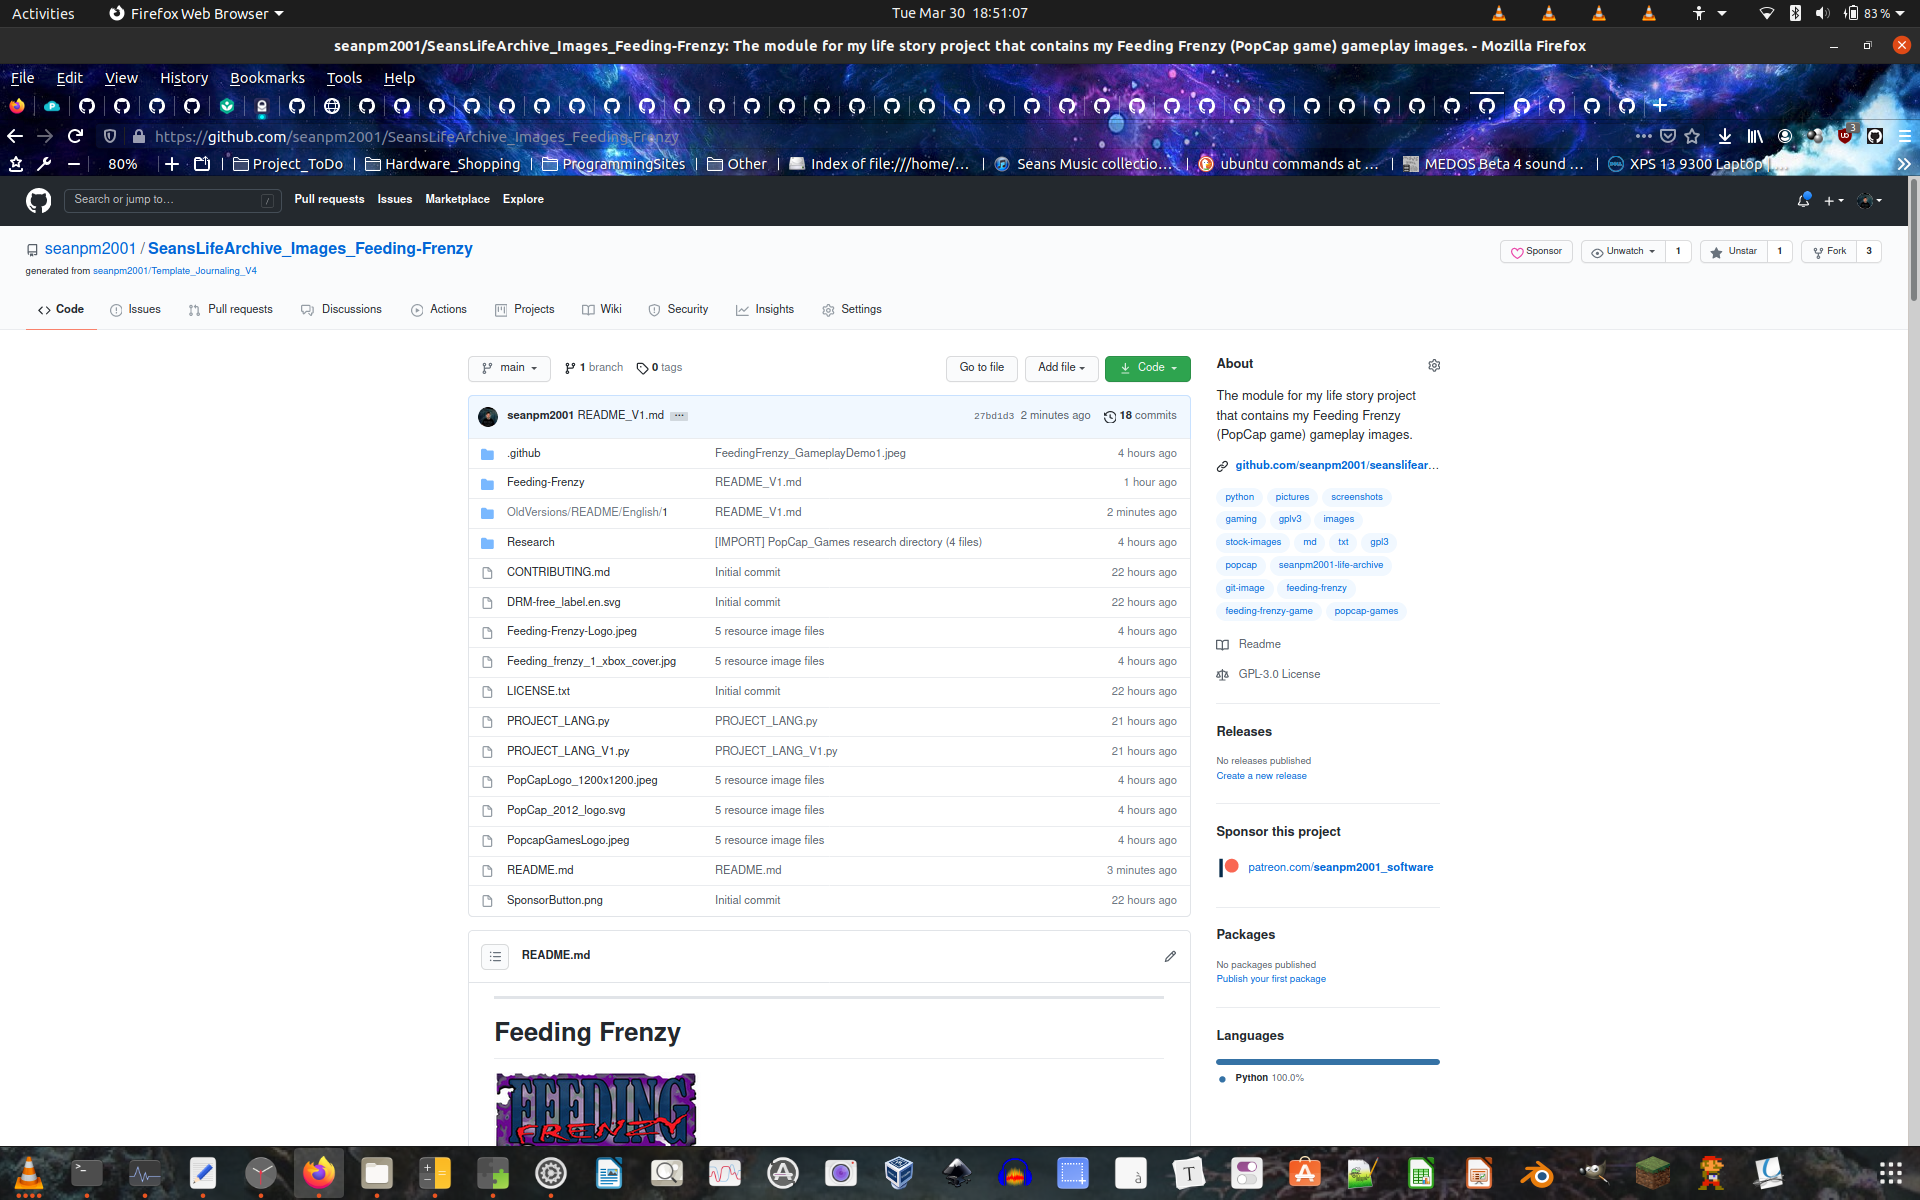 Activities Firefox Web Browser Tue Mar 30 18:51:07 83 %
seanpm2001/SeansLifeArchive_Images_Feeding-Frenzy: The module for my life story project that contains my Feeding Frenzy (PopCap game) gameplay images. - Mozilla Firefox
File Edit View History Bookmarks Tools Help
https://github.com/seanpm2001/SeansLifeArchive_Images_Feeding-Frenzy 3
80% Project_ToDo Hardware_Shopping ProgrammingSites Other Index of file:///home/... Seans Music collectio... ubuntu commands at ... MEDOS Beta 4 sound ... XPS 13 9300 Laptop
Search or jump to... / Pull requests Issues Marketplace Explore
seanpm2001 / SeansLifeArchive_Images_Feeding-Frenzy Sponsor Unwatch 1 Unstar 1 Fork 3
generated from seanpm2001/Template_Journaling_V4
Code Issues Pull requests Discussions Actions Projects Wiki Security Insights Settings
main 1 branch 0 tags Go to file Add file Code
seanpm2001 README_V1.md ... 27bd1d3 2 minutes ago 18 commits
.github FeedingFrenzy_GameplayDemo1.jpeg 4 hours ago
Feeding-Frenzy README_V1.md 1 hour ago
OldVersions/README/English/1 README_V1.md 2 minutes ago
Research [IMPORT] PopCap_Games research directory (4 files) 4 hours ago
CONTRIBUTING.md Initial commit 22 hours ago
DRM-free_label.en.svg Initial commit 22 hours ago
Feeding-Frenzy-Logo.jpeg 5 resource image files 4 hours ago
Feeding_frenzy_1_xbox_cover.jpg 5 resource image files 4 hours ago
LICENSE.txt Initial commit 22 hours ago
PROJECT_LANG.py PROJECT_LANG.py 21 hours ago
PROJECT_LANG_V1.py PROJECT_LANG_V1.py 21 hours ago
PopCapLogo_1200x1200.jpeg 5 resource image files 4 hours ago
PopCap_2012_logo.svg 5 resource image files 4 hours ago
PopcapGamesLogo.jpeg 5 resource image files 4 hours ago
README.md README.md 3 minutes ago
SponsorButton.png Initial commit 22 hours ago
README.md
Feeding Frenzy
FEEDING
FRENZY
About
The module for my life story project
that contains my Feeding Frenzy
(PopCap game) gameplay images.
github.com/seanpm2001/seanslifear...
python pictures screenshots
gaming gplv3 images
stock-images md txt gpl3
popcap seanpm2001-life-archive
git-image feeding-frenzy
feeding-frenzy-game popcap-games
Readme
GPL-3.0 License
Releases
No releases published
Create a new release
Sponsor this project
patreon.com/seanpm2001_software
Packages
No packages published
Publish your first package
Languages
Python 100.0%